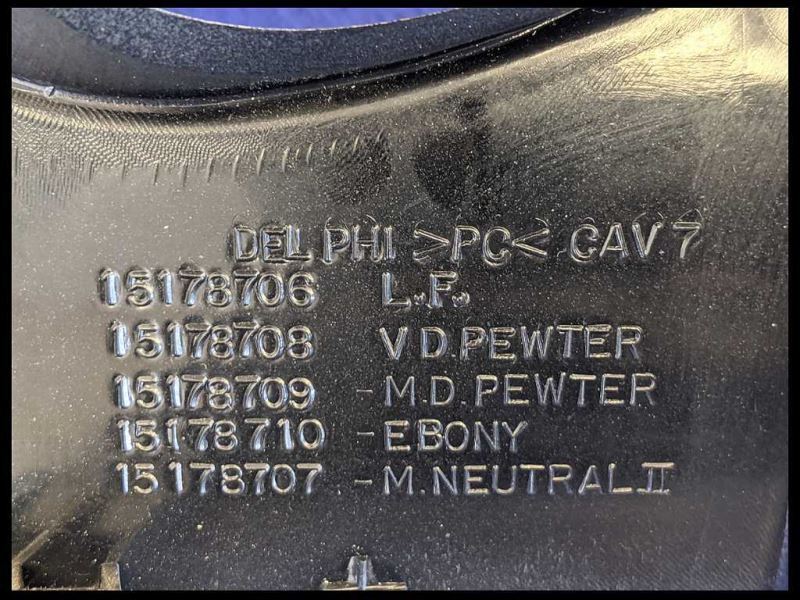 DELPHI >PC< CAV.7
15178706 L.F.
15178708 V D.PEWTER
15178709 - M.D.PEWTER
15178710 - EBONY
15178707 - M.NEUTRAL II